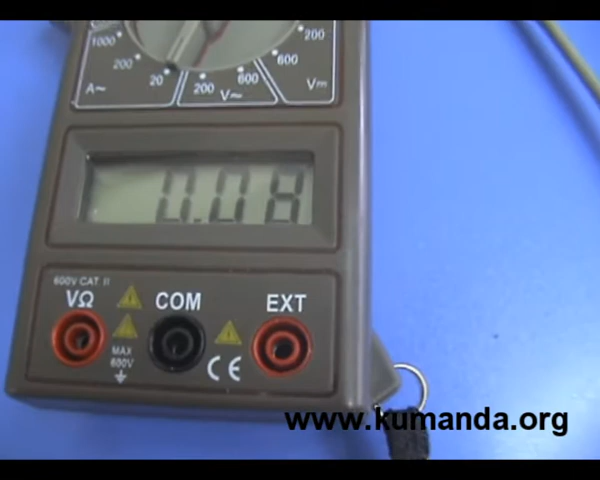 1000
200
20
A~
200
600
V~
600
200
V⎓
0.08
600V CAT. II
VΩ
COM
EXT
MAX
600V
CE
www.kumanda.org